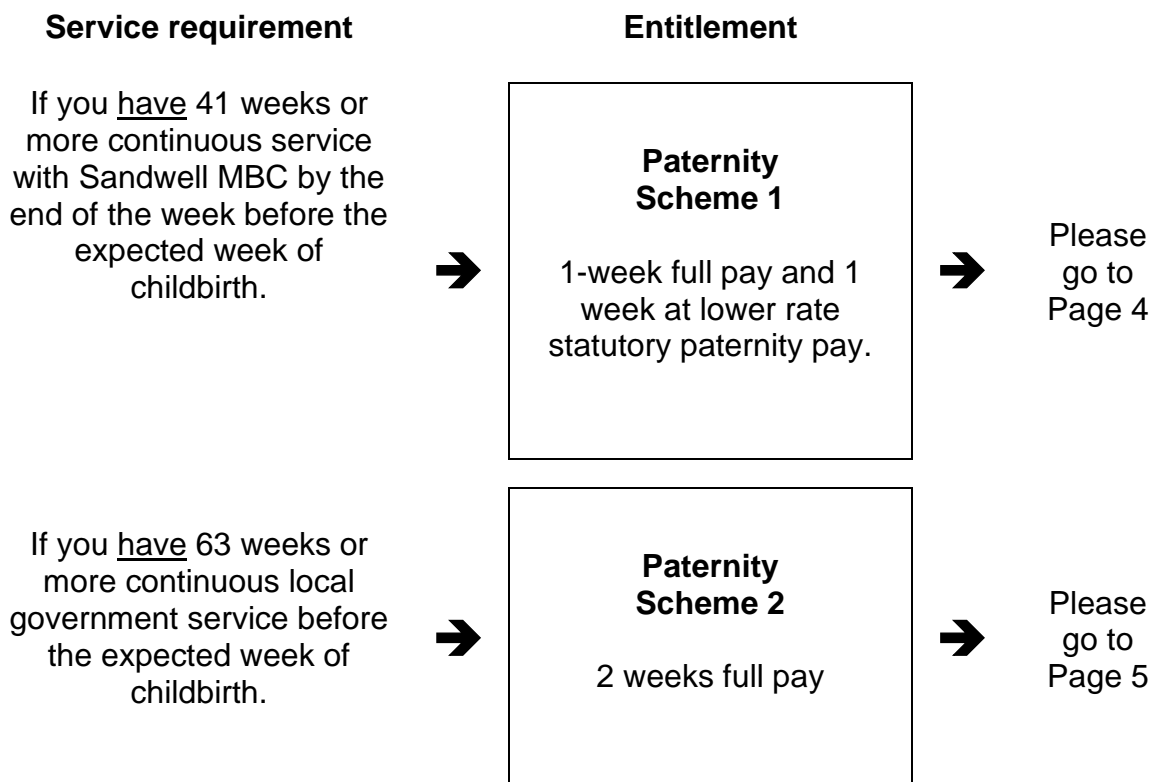 Service requirement
Entitlement
If you have 41 weeks or
more continuous service
with Sandwell MBC by the
end of the week before the
expected week of
childbirth.
Paternity
Scheme 1
1-week full pay and 1
week at lower rate
statutory paternity pay.
Please
go to
Page 4
If you have 63 weeks or
more continuous local
government service before
the expected week of
childbirth.
Paternity
Scheme 2
2 weeks full pay
Please
go to
Page 5